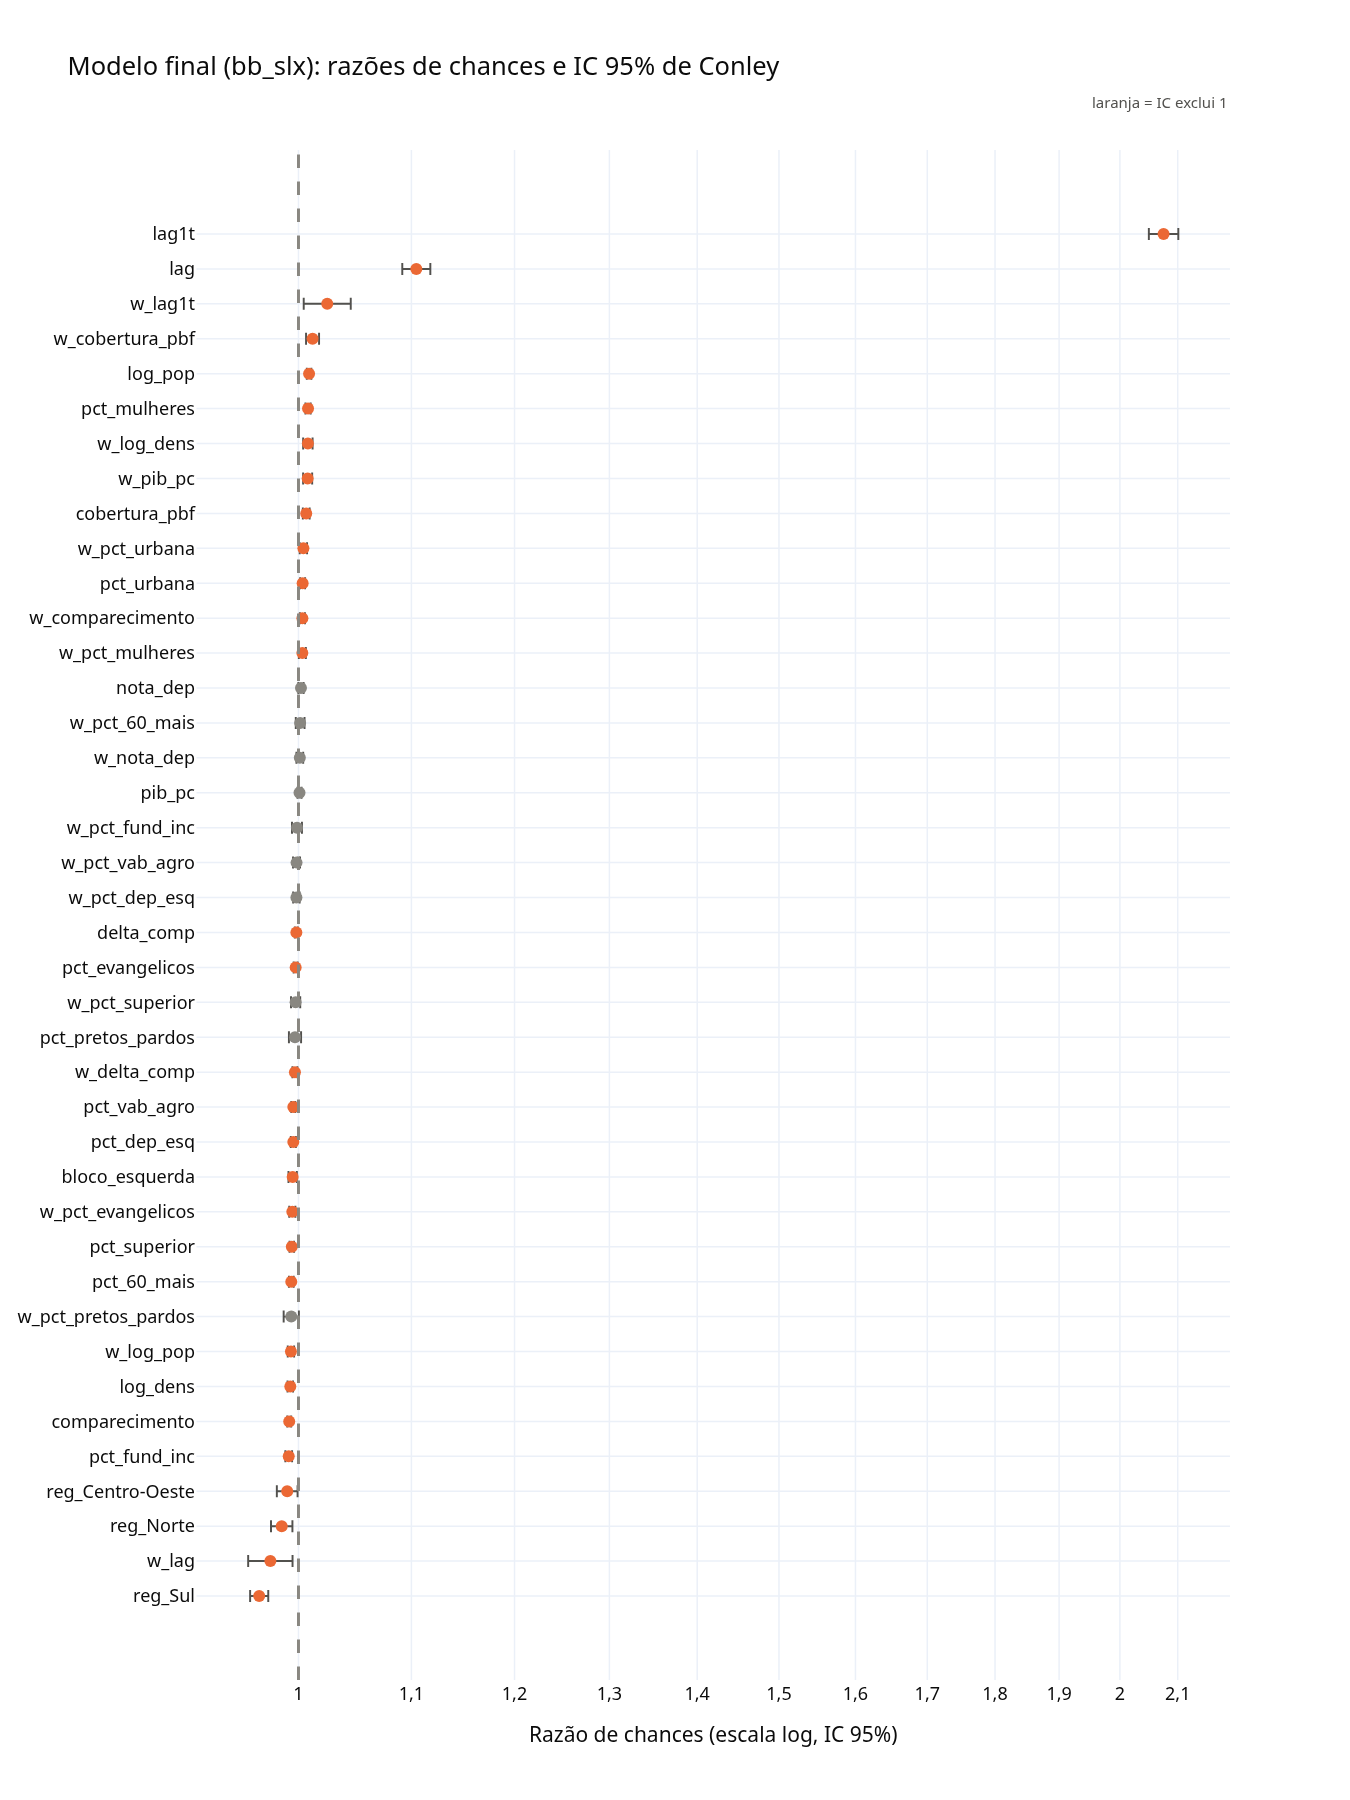 Modelo final (bb_slx): razões de chances e IC 95% de Conley
laranja = IC exclui 1
lag1t
lag
w_lag1t
w_cobertura_pbf
log_pop
pct_mulheres
w_log_dens
w_pib_pc
cobertura_pbf
w_pct_urbana
pct_urbana
w_comparecimento
w_pct_mulheres
nota_dep
w_pct_60_mais
w_nota_dep
pib_pc
w_pct_fund_inc
w_pct_vab_agro
w_pct_dep_esq
delta_comp
pct_evangelicos
w_pct_superior
pct_pretos_pardos
w_delta_comp
pct_vab_agro
pct_dep_esq
bloco_esquerda
w_pct_evangelicos
pct_superior
pct_60_mais
w_pct_pretos_pardos
w_log_pop
log_dens
comparecimento
pct_fund_inc
reg_Centro-Oeste
reg_Norte
w_lag
reg_Sul
1 1,1 1,2 1,3 1,4 1,5 1,6 1,7 1,8 1,9 2 2,1
Razão de chances (escala log, IC 95%)